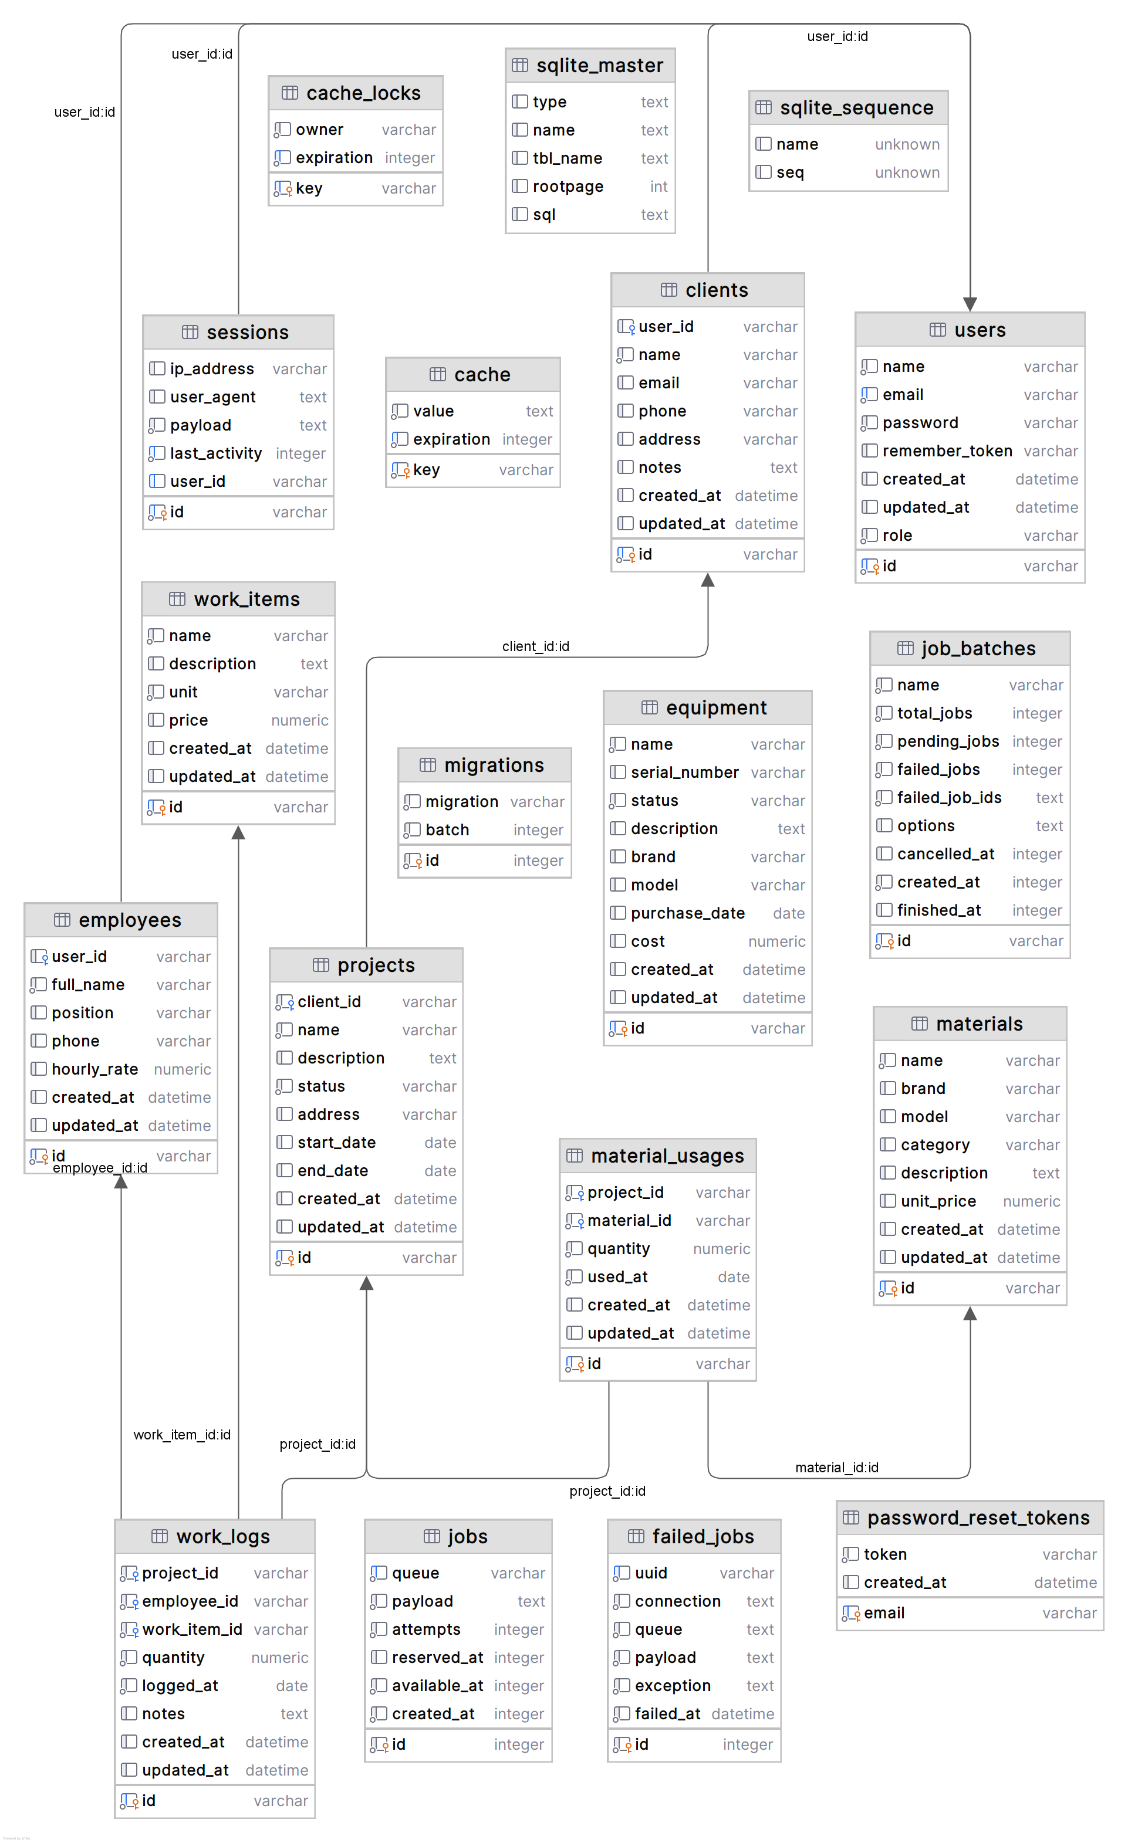 user_id:id
user_id:id
user_id:id
cache_locks
owner varchar
expiration integer
key varchar
sqlite_master
type text
name text
tbl_name text
rootpage int
sql text
sqlite_sequence
name unknown
seq unknown
clients
user_id varchar
name varchar
email varchar
phone varchar
address varchar
notes text
created_at datetime
updated_at datetime
id varchar
users
name varchar
email varchar
password varchar
remember_token varchar
created_at datetime
updated_at datetime
role varchar
id varchar
sessions
ip_address varchar
user_agent text
payload text
last_activity integer
user_id varchar
id varchar
cache
value text
expiration integer
key varchar
work_items
name varchar
description text
unit varchar
price numeric
created_at datetime
updated_at datetime
id varchar
client_id:id
job_batches
name varchar
total_jobs integer
pending_jobs integer
failed_jobs integer
failed_job_ids text
options text
cancelled_at integer
created_at integer
finished_at integer
id varchar
equipment
name varchar
serial_number varchar
status varchar
description text
brand varchar
model varchar
purchase_date date
cost numeric
created_at datetime
updated_at datetime
id varchar
migrations
migration varchar
batch integer
id integer
employees
user_id varchar
full_name varchar
position varchar
phone varchar
hourly_rate numeric
created_at datetime
updated_at datetime
id varchar
employee_id:id
projects
client_id varchar
name varchar
description text
status varchar
address varchar
start_date date
end_date date
created_at datetime
updated_at datetime
id varchar
materials
name varchar
brand varchar
model varchar
category varchar
description text
unit_price numeric
created_at datetime
updated_at datetime
id varchar
material_usages
project_id varchar
material_id varchar
quantity numeric
used_at date
created_at datetime
updated_at datetime
id varchar
work_item_id:id
project_id:id
material_id:id
project_id:id
work_logs
project_id varchar
employee_id varchar
work_item_id varchar
quantity numeric
logged_at date
notes text
created_at datetime
updated_at datetime
id varchar
jobs
queue varchar
payload text
attempts integer
reserved_at integer
available_at integer
created_at integer
id integer
failed_jobs
uuid varchar
connection text
queue text
payload text
exception text
failed_at datetime
id integer
password_reset_tokens
token varchar
created_at datetime
email varchar